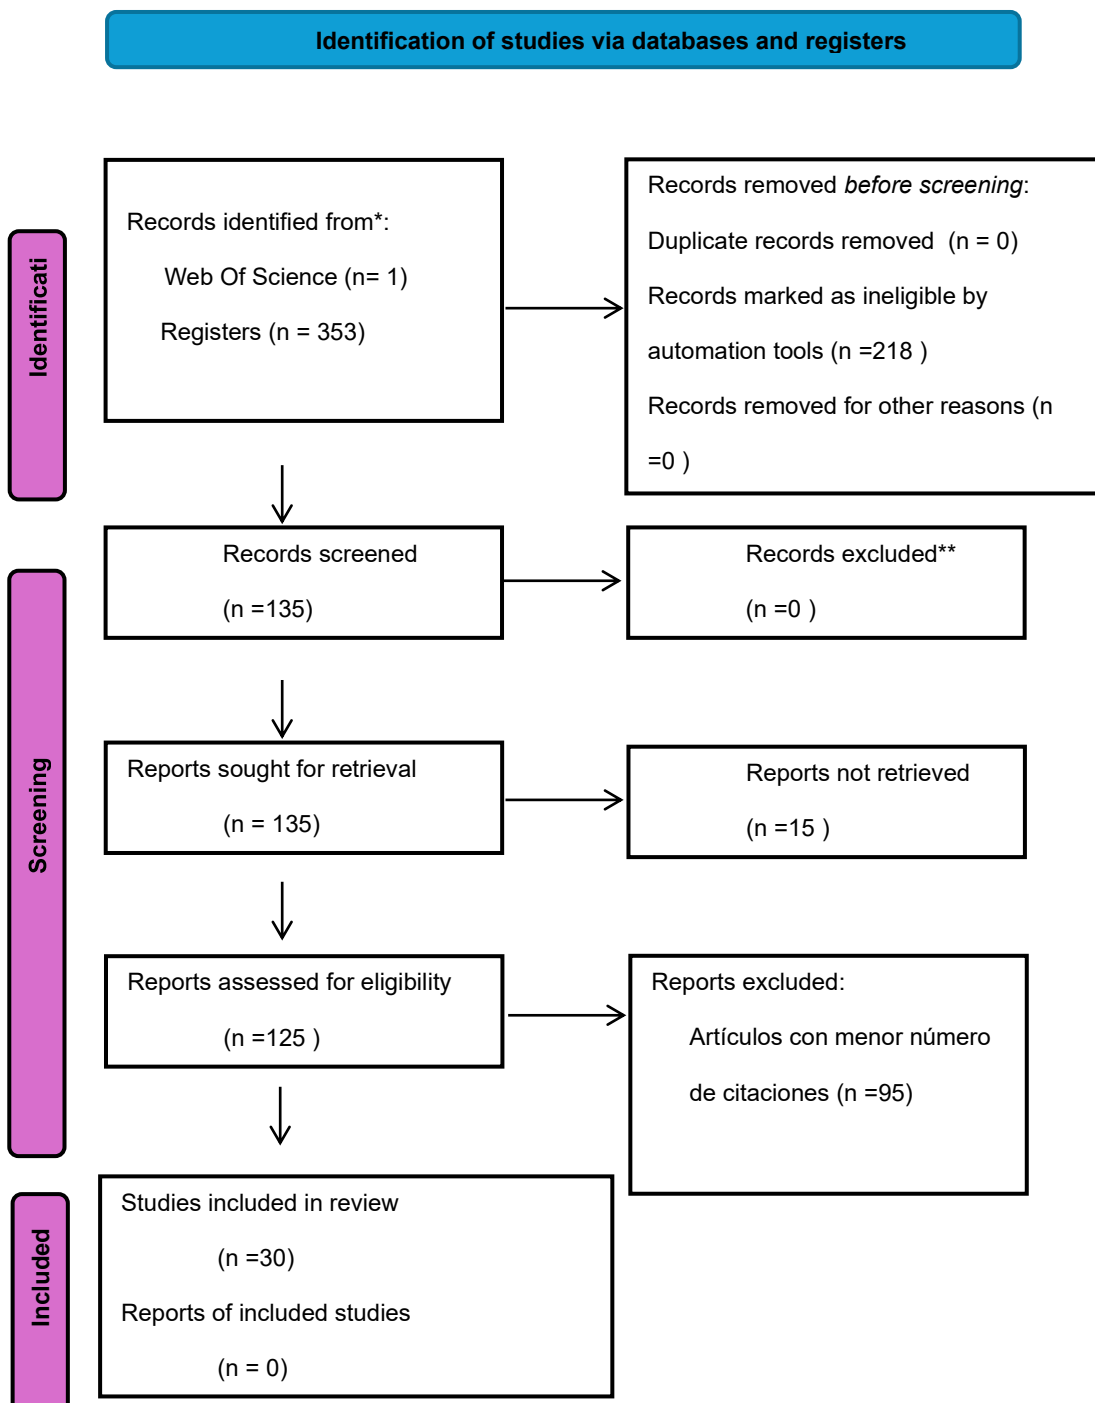 Identification of studies via databases and registers
Identificati
Records identified from*:
Web Of Science (n= 1)
Registers (n = 353)
Records removed before screening:
Duplicate records removed  (n = 0)
Records marked as ineligible by
automation tools (n =218 )
Records removed for other reasons (n
=0 )
Screening
Records screened
(n =135)
Records excluded**
(n =0 )
Reports sought for retrieval
(n = 135)
Reports not retrieved
(n =15 )
Reports assessed for eligibility
(n =125 )
Reports excluded:
Artículos con menor número
de citaciones (n =95)
Included
Studies included in review
(n =30)
Reports of included studies
(n = 0)